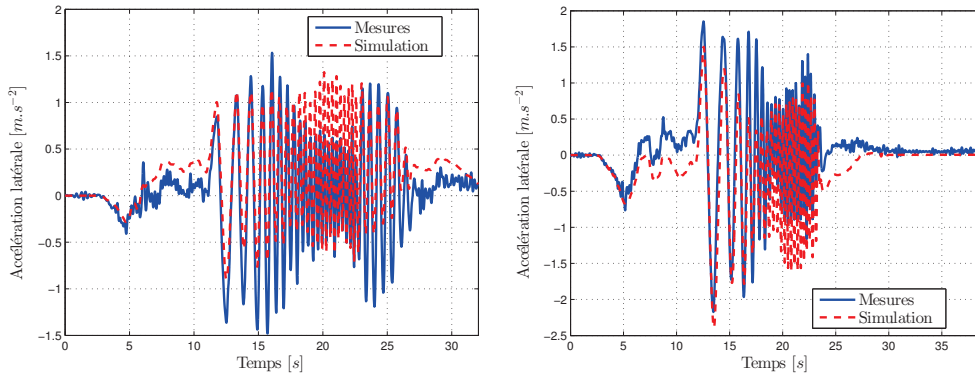 2
1.5
1
0.5
0
−0.5
−1
−1.5
Accélération latérale [m.s⁻²]
0 5 10 15 20 25 30
Temps [s]
Mesures
Simulation
2
1.5
1
0.5
0
−0.5
−1
−1.5
−2
−2.5
Accélération latérale [m.s⁻²]
0 5 10 15 20 25 30 35
Temps [s]
Mesures
Simulation